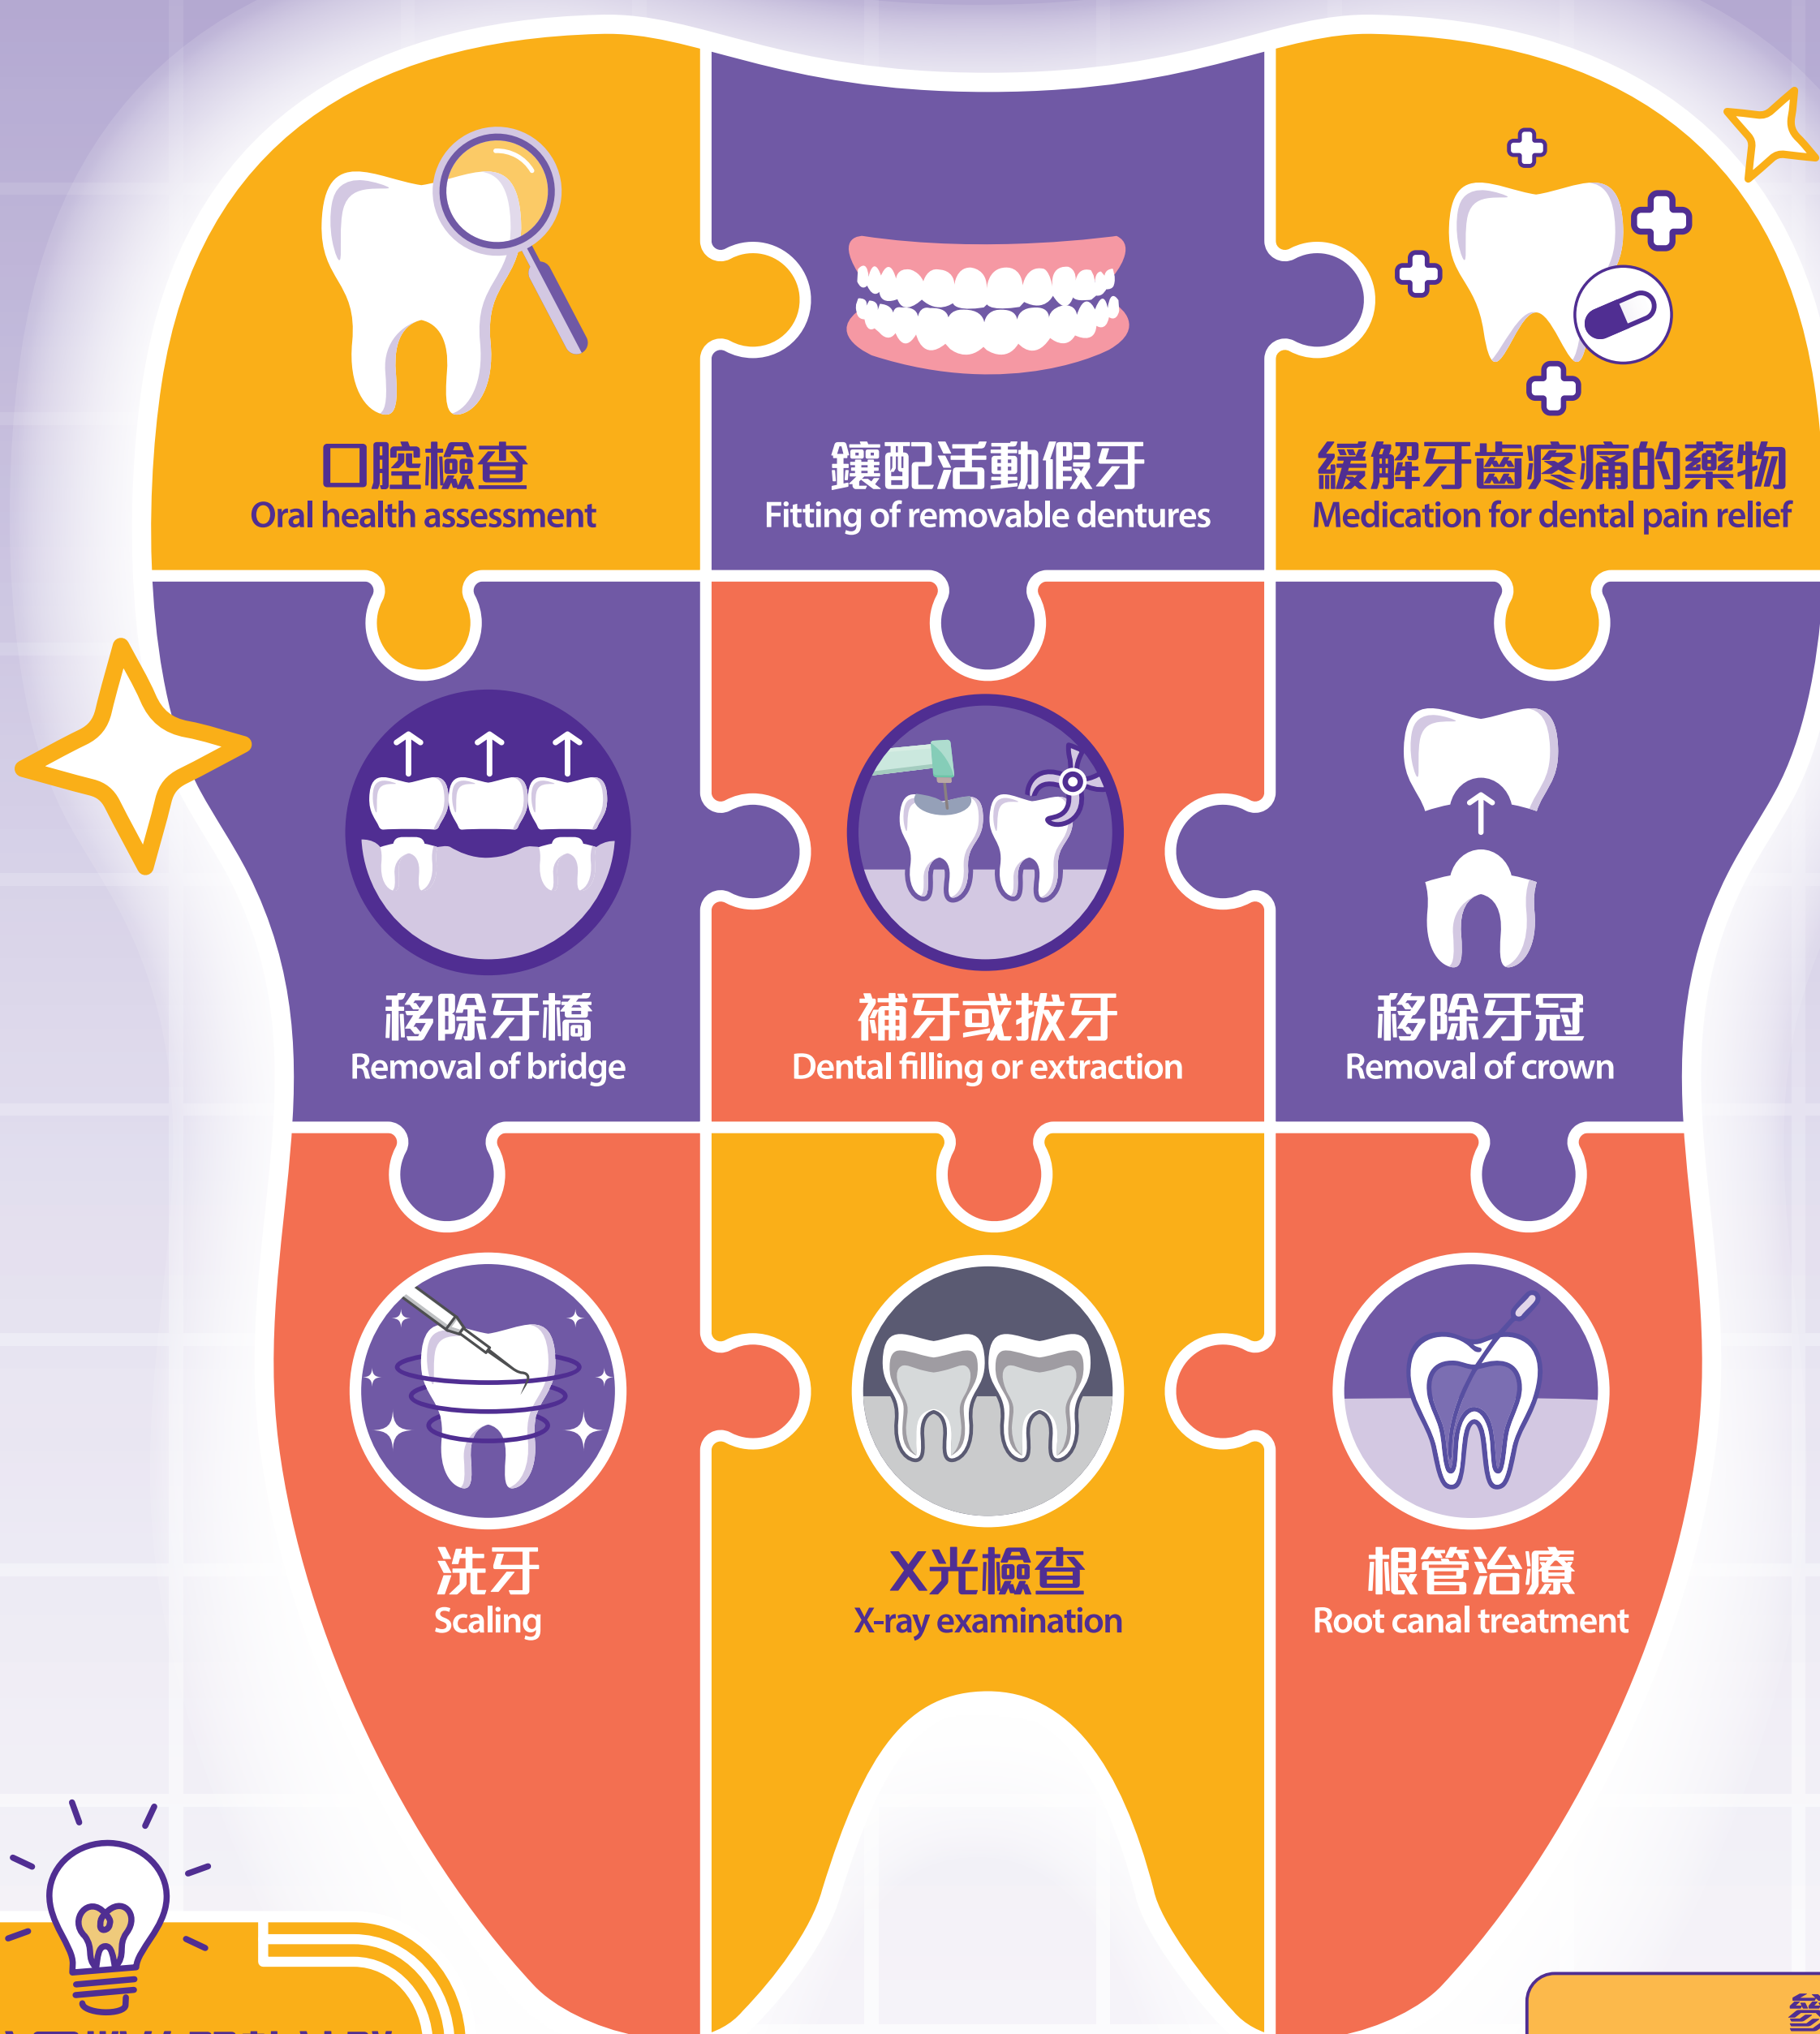 口腔檢查
Oral health assessment
鑲配活動假牙
Fitting of removable dentures
緩解牙齒疼痛的藥物
Medication for dental pain relief
移除牙橋
Removal of bridge
補牙或拔牙
Dental filling or extraction
移除牙冠
Removal of crown
洗牙
Scaling
X光檢查
X-ray examination
根管治療
Root canal treatment
參